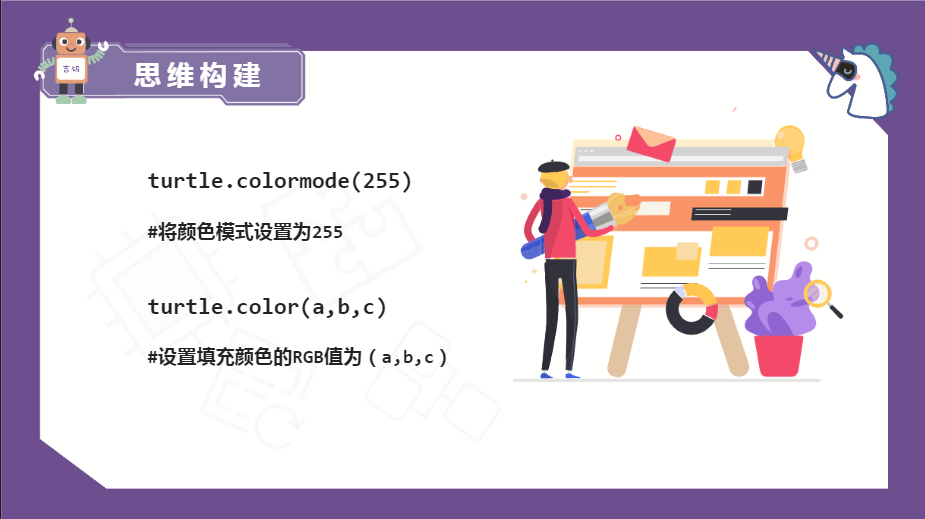 思维构建
turtle.colormode(255)
#将颜色模式设置为255
turtle.color(a,b,c)
#设置填充颜色的RGB值为（a,b,c）